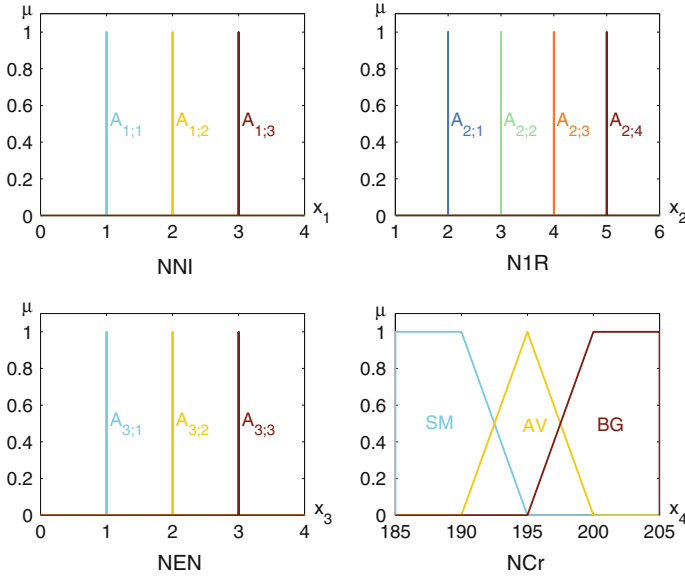 μ
1
0.8
0.6
0.4
0.2
0
A1;1
A1;2
A1;3
x1
0 1 2 3 4
NNI
μ
1
0.8
0.6
0.4
0.2
0
A2;1
A2;2
A2;3
A2;4
x2
1 2 3 4 5 6
N1R
μ
1
0.8
0.6
0.4
0.2
0
A3;1
A3;2
A3;3
x3
0 1 2 3 4
NEN
μ
1
0.8
0.6
0.4
0.2
0
SM
AV
BG
x4
185 190 195 200 205
NCr